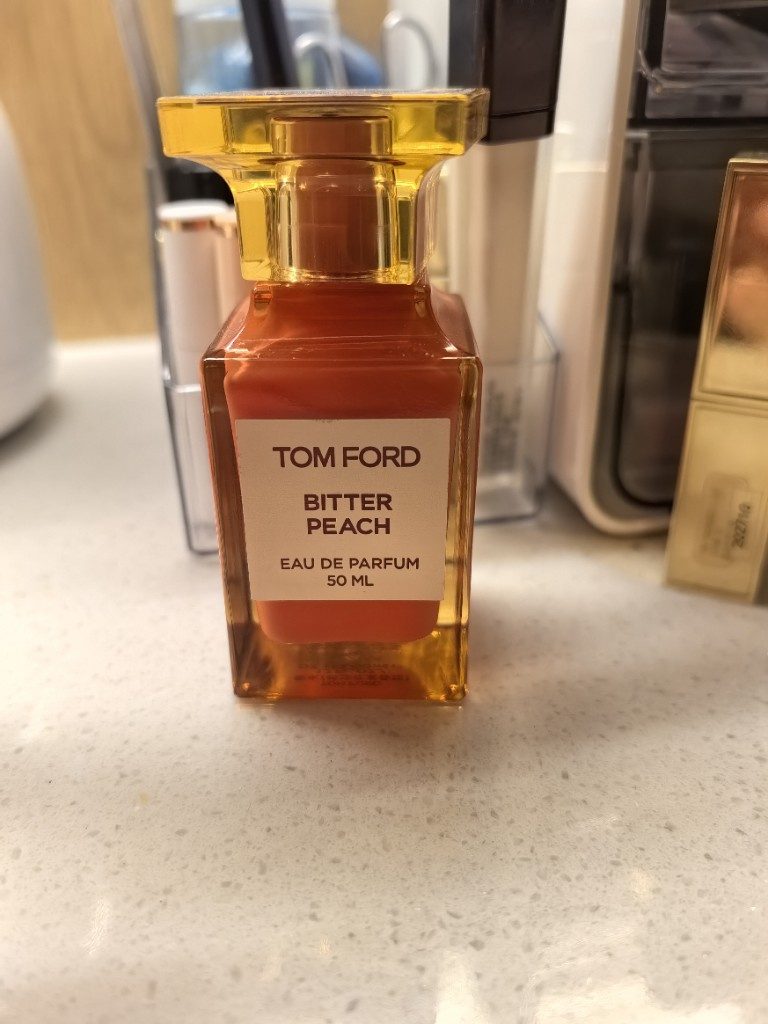 TOM FORD
BITTER
PEACH
EAU DE PARFUM
50 ML